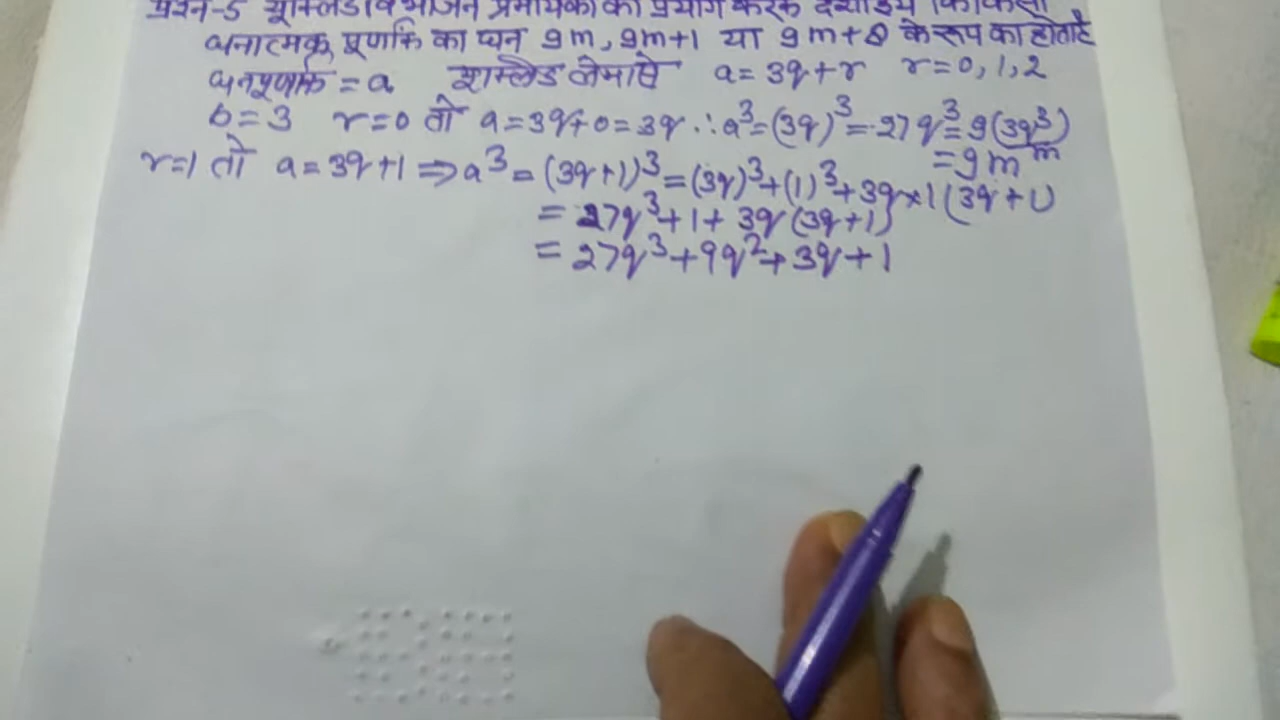 प्रश्न-5 यूक्लिड विभाजन प्रमेयिका का प्रयोग करके दर्शाइये कि किसी
धनात्मक पूर्णांक का घन 9m, 9m+1 या 9m+8 के रूप का होता है
धनपूर्णांक = a लेमा से a = 3q+r r=0,1,2
b=3 r=0 तो a=3q+0=3q ∴a³=(3q)³=27q³=9(3q³)
m
=9m
r=1 तो a=3q+1 ⇒ a³=(3q+1)³=(3q)³+(1)³+3q×1(3q+1)
= 27q³+1+3q(3q+1)
= 27q³+9q²+3q+1